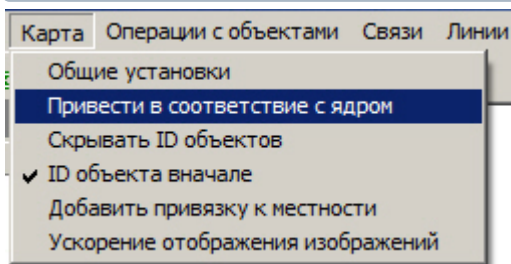 Карта Операции с объектами Связи Линии
Общие установки
Привести в соответствие с ядром
Скрывать ID объектов
ID объекта вначале
Добавить привязку к местности
Ускорение отображения изображений